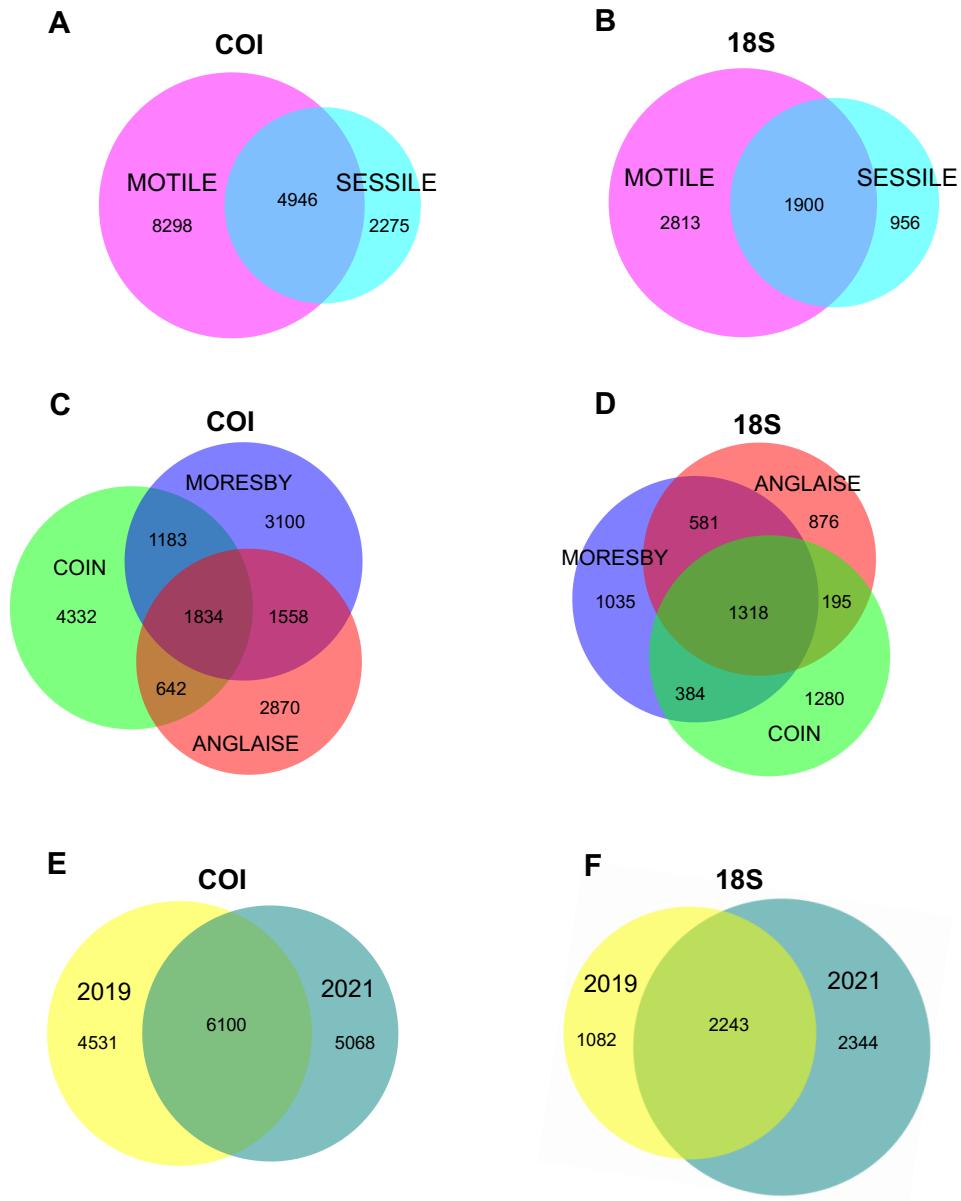 A
COI
MOTILE
8298
4946
SESSILE
2275
B
18S
MOTILE
2813
1900
SESSILE
956
C
COI
MORESBY
3100
1183
COIN
4332
1834
1558
642
2870
ANGLAISE
D
18S
ANGLAISE
876
581
MORESBY
1035
1318
195
384
1280
COIN
E
COI
2019
4531
6100
2021
5068
F
18S
2019
1082
2243
2021
2344